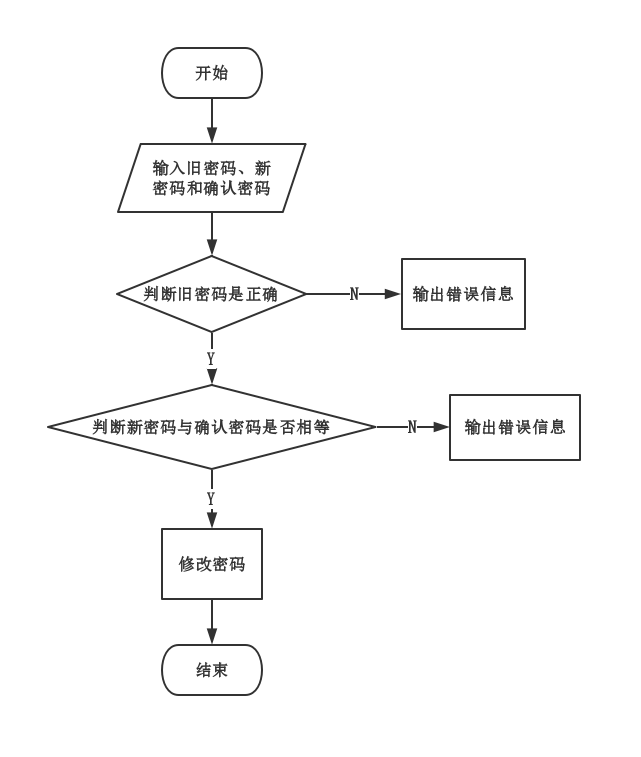 开始
输入旧密码、新
密码和确认密码
判断旧密码是正确
N
输出错误信息
Y
判断新密码与确认密码是否相等
N
输出错误信息
Y
修改密码
结束